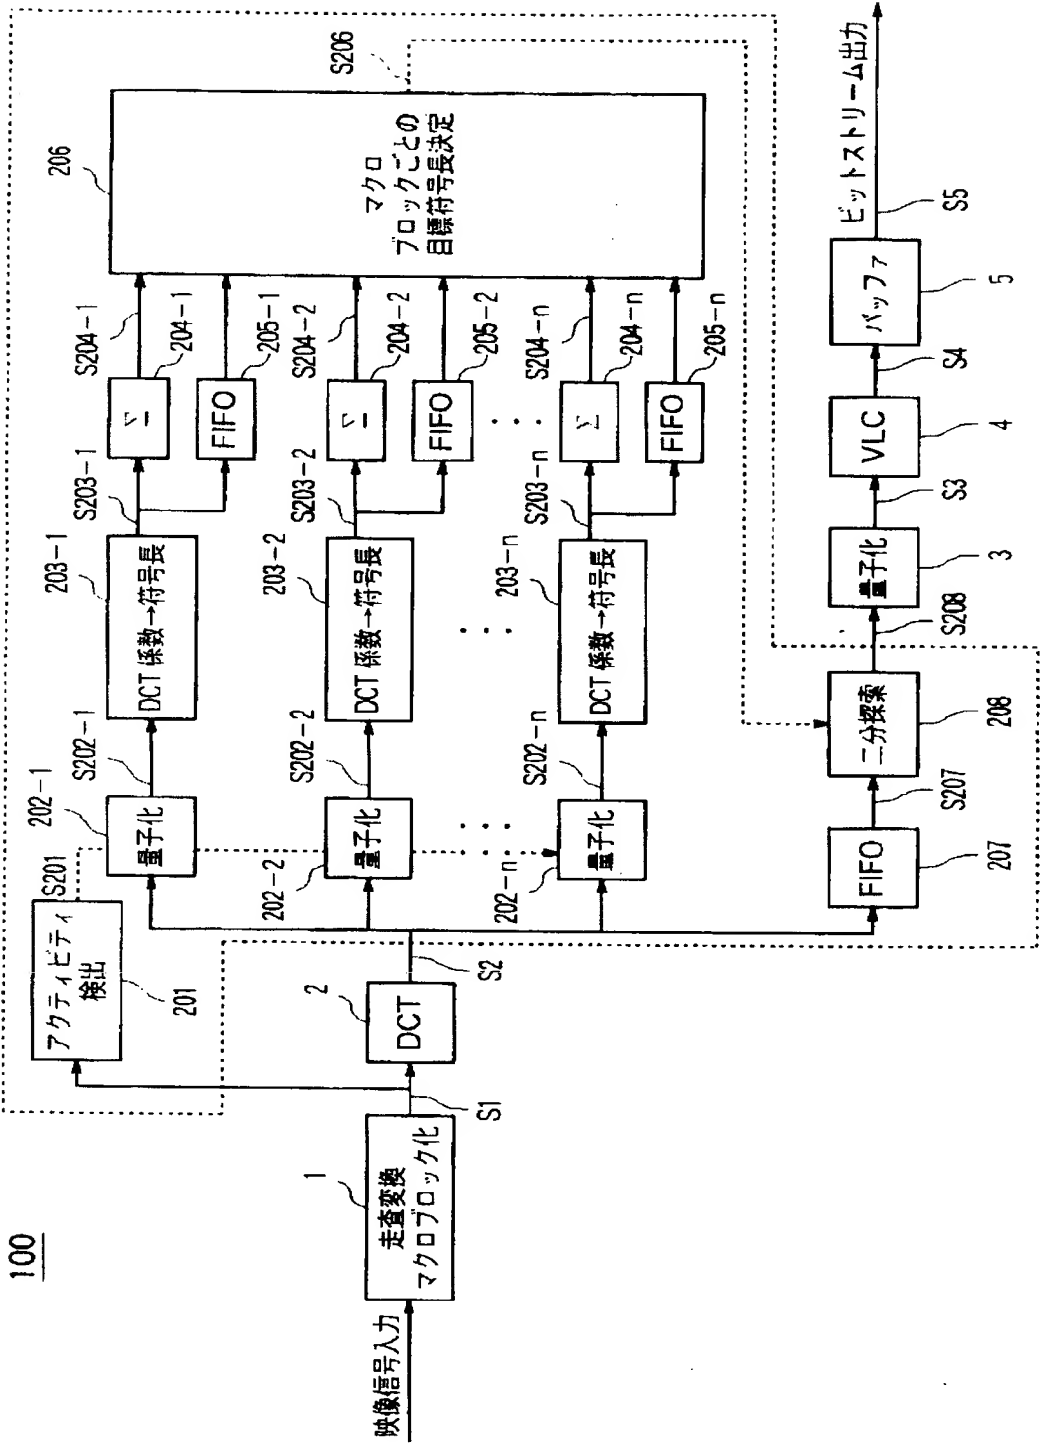 100
映像信号入力
1
走査変換
マクロブロック化
S1
アクティビティ
検出
201
S201
2
DCT
S2
202-1
量子化
S202-1
203-1
DCT係数→符号長
S203-1
Σ
S204-1
204-1
FIFO
205-1
202-2
量子化
S202-2
203-2
DCT係数→符号長
S203-2
Σ
S204-2
204-2
FIFO
205-2
202-n
量子化
S202-n
203-n
DCT係数→符号長
S203-n
Σ
S204-n
204-n
FIFO
205-n
206
マクロ
ブロックごとの
目標符号長決定
S206
FIFO
207
S207
二分探索
208
S208
量子化
3
S3
VLC
4
S4
バッファ
5
S5
ビットストリーム出力